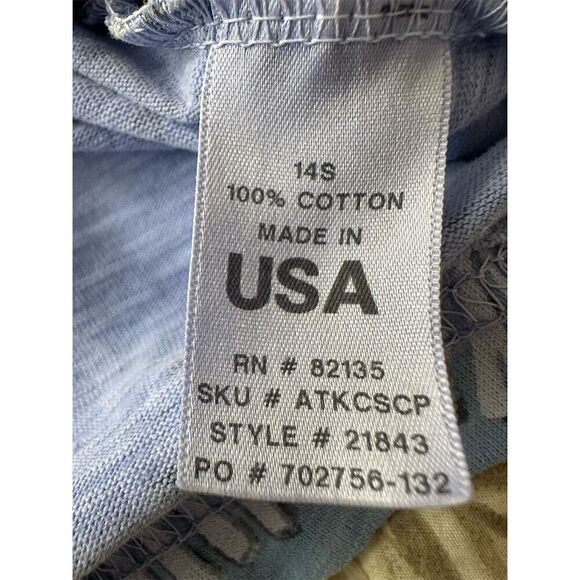 14S
100% COTTON
MADE IN
USA
RN # 82135
SKU # ATKCSCP
STYLE # 21843
PO # 702756-132